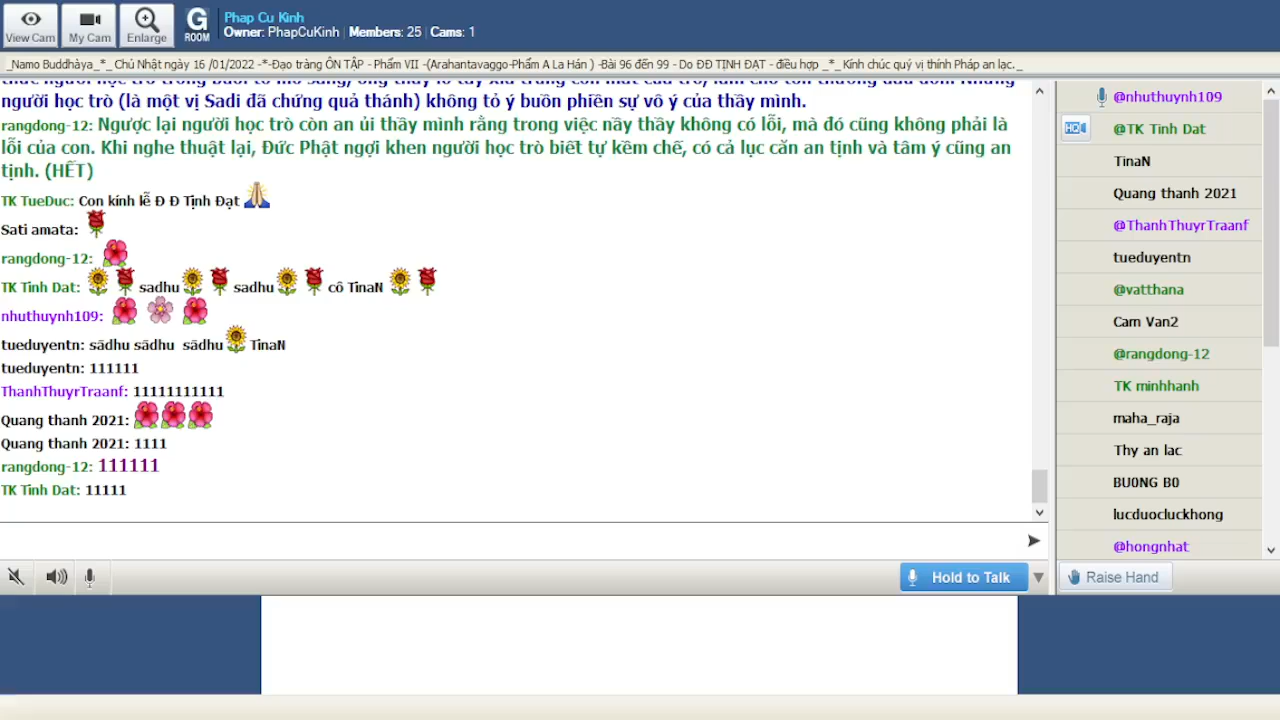 View Cam
My Cam
Enlarge
G
ROOM
Phap Cu Kinh
Owner: PhapCuKinh | Members: 25 | Cams: 1
_Namo Buddhàya_*_ Chủ Nhật ngày 16 /01/2022 -*-Đạo tràng ÔN TẬP - Phẩm VII -(Arahantavaggo-Phẩm A La Hán ) -Bài 96 đến 99 - Do ĐĐ TỊNH ĐẠT - điều hợp _*_ Kính chúc quý vị thính Pháp an lạc._
người học trò (là một vị Sadi đã chứng quả thánh) không tỏ ý buồn phiền sự vô ý của thầy mình.
rangdong-12: Ngược lại người học trò còn an ủi thầy mình rằng trong việc nầy thầy không có lỗi, mà đó cũng không phải là
lỗi của con. Khi nghe thuật lại, Đức Phật ngợi khen người học trò biết tự kềm chế, có cả lục căn an tịnh và tâm ý cũng an
tịnh. (HẾT)
TK TueDuc: Con kính lễ Đ Đ Tịnh Đạt
Sati amata:
rangdong-12:
TK Tinh Dat: sadhu sadhu cô TinaN
nhuthuynh109:
tueduyentn: sādhu sādhu sādhu TinaN
tueduyentn: 111111
ThanhThuyrTraanf: 11111111111
Quang thanh 2021:
Quang thanh 2021: 1111
rangdong-12: 111111
TK Tinh Dat: 11111
Hold to Talk
@nhuthuynh109
HQ
@TK Tinh Dat
TinaN
Quang thanh 2021
@ThanhThuyrTraanf
tueduyentn
@vatthana
Cam Van2
@rangdong-12
TK minhhanh
maha_raja
Thy an lac
BU0NG B0
lucduocluckhong
@hongnhat
Raise Hand